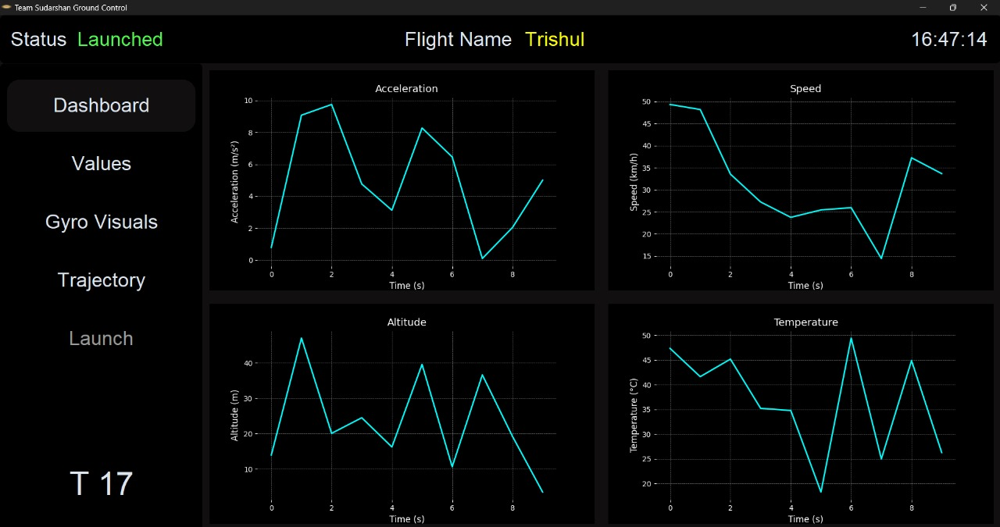 Team Sudarshan Ground Control
Status Launched
Flight Name Trishul
16:47:14
Dashboard
Values
Gyro Visuals
Trajectory
Launch
T 17
Acceleration
Acceleration (m/s²)
10
8
6
4
2
0
0 2 4 6 8
Time (s)
Speed
Speed (km/h)
50
45
40
35
30
25
20
15
0 2 4 6 8
Time (s)
Altitude
Altitude (m)
40
30
20
10
0 2 4 6 8
Time (s)
Temperature
Temperature (°C)
50
45
40
35
30
25
20
0 2 4 6 8
Time (s)